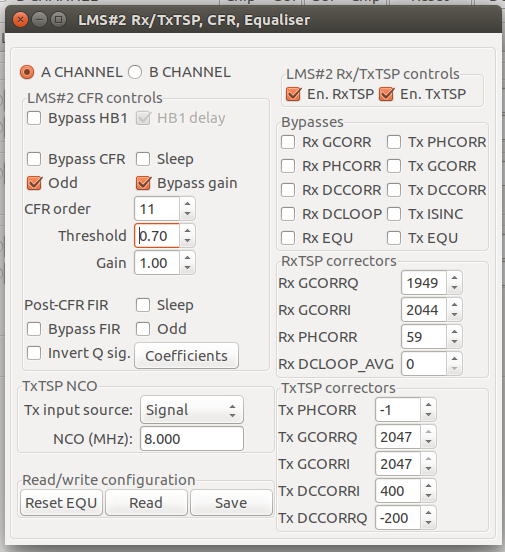 LMS#2 Rx/TxTSP, CFR, Equaliser
A CHANNEL
B CHANNEL
LMS#2 CFR controls
Bypass HB1
HB1 delay
Bypass CFR
Sleep
Odd
Bypass gain
CFR order
11
Threshold
0.70
Gain
1.00
Post-CFR FIR
Sleep
Bypass FIR
Odd
Invert Q sig.
Coefficients
TxTSP NCO
Tx input source:
Signal
NCO (MHz):
8.000
Read/write configuration
Reset EQU
Read
Save
LMS#2 Rx/TxTSP controls
En. RxTSP
En. TxTSP
Bypasses
Rx GCORR
Tx PHCORR
Rx PHCORR
Tx GCORR
Rx DCCORR
Tx DCCORR
Rx DCLOOP
Tx ISINC
Rx EQU
Tx EQU
RxTSP correctors
Rx GCORRQ
1949
Rx GCORRI
2044
Rx PHCORR
59
Rx DCLOOP_AVG
0
TxTSP correctors
Tx PHCORR
-1
Tx GCORRQ
2047
Tx GCORRI
2047
Tx DCCORRI
400
Tx DCCORRQ
-200